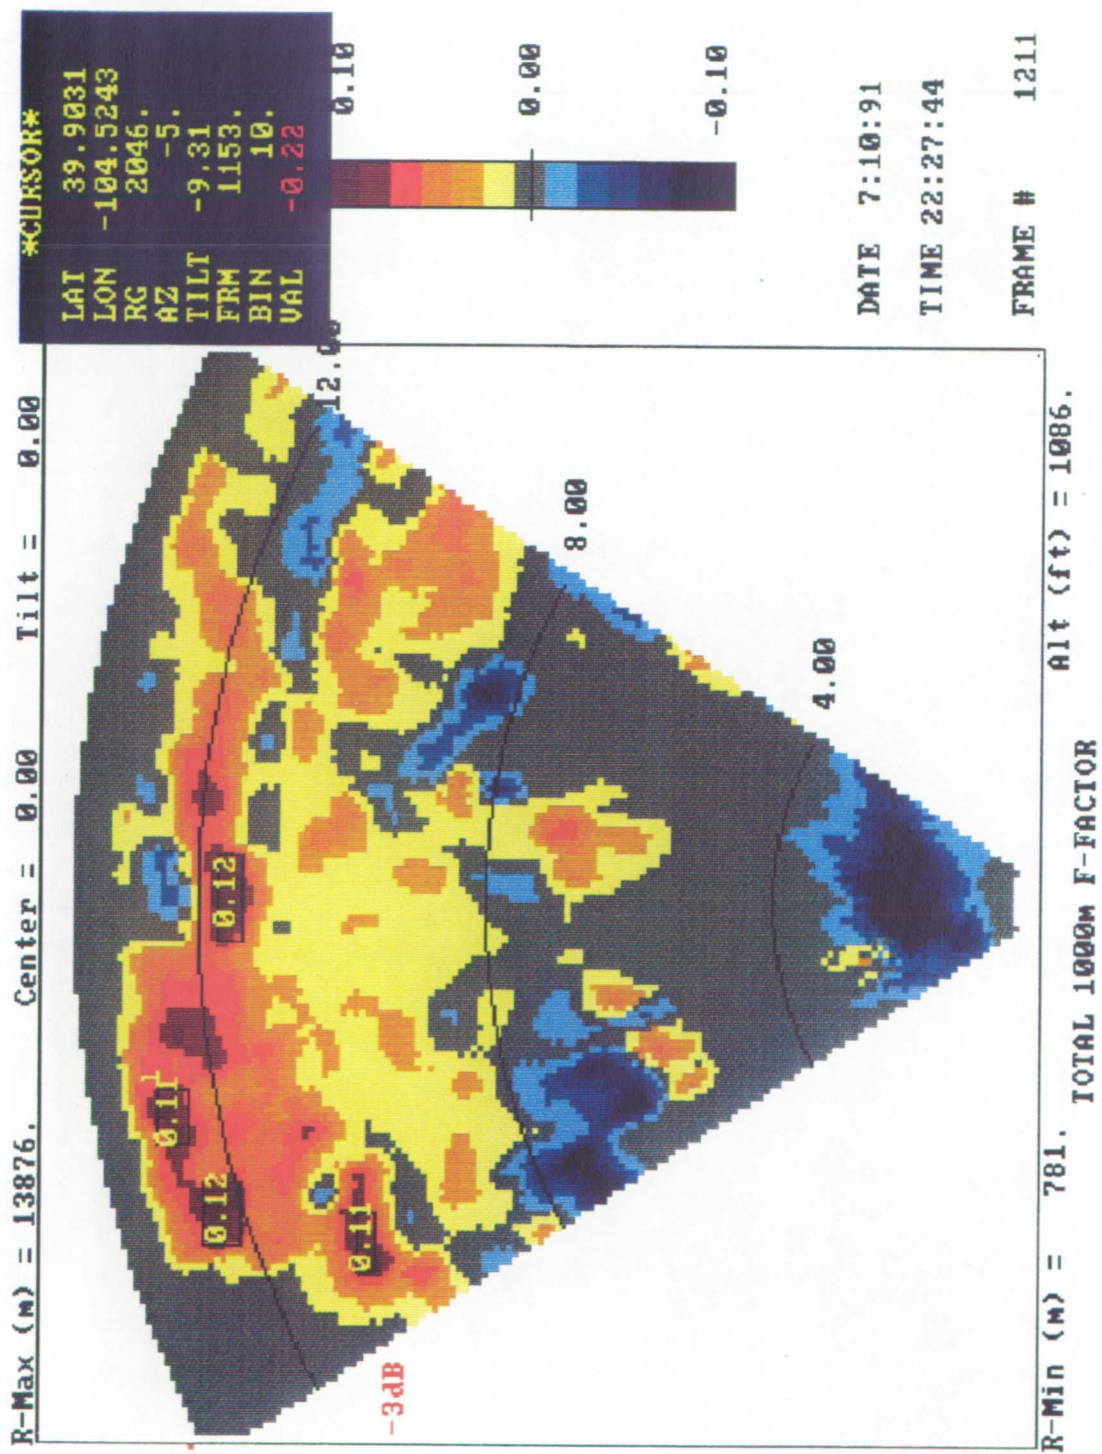 R-Max (m) = 13876. Center = 0.00 Tilt = 0.00
*CURSOR*
LAT 39.9031
LON -104.5243
RG 2046.
AZ -5.
TILT -9.31
FRM 1153.
BIN 10.
VAL -0.22
0.10
0.00
-0.10
12.00
8.00
4.00
0.12
0.11
0.12
0.11
-3dB
DATE 7:10:91
TIME 22:27:44
FRAME # 1211
R-Min (m) = 781. Alt (ft) = 1086.
TOTAL 1000m F-FACTOR